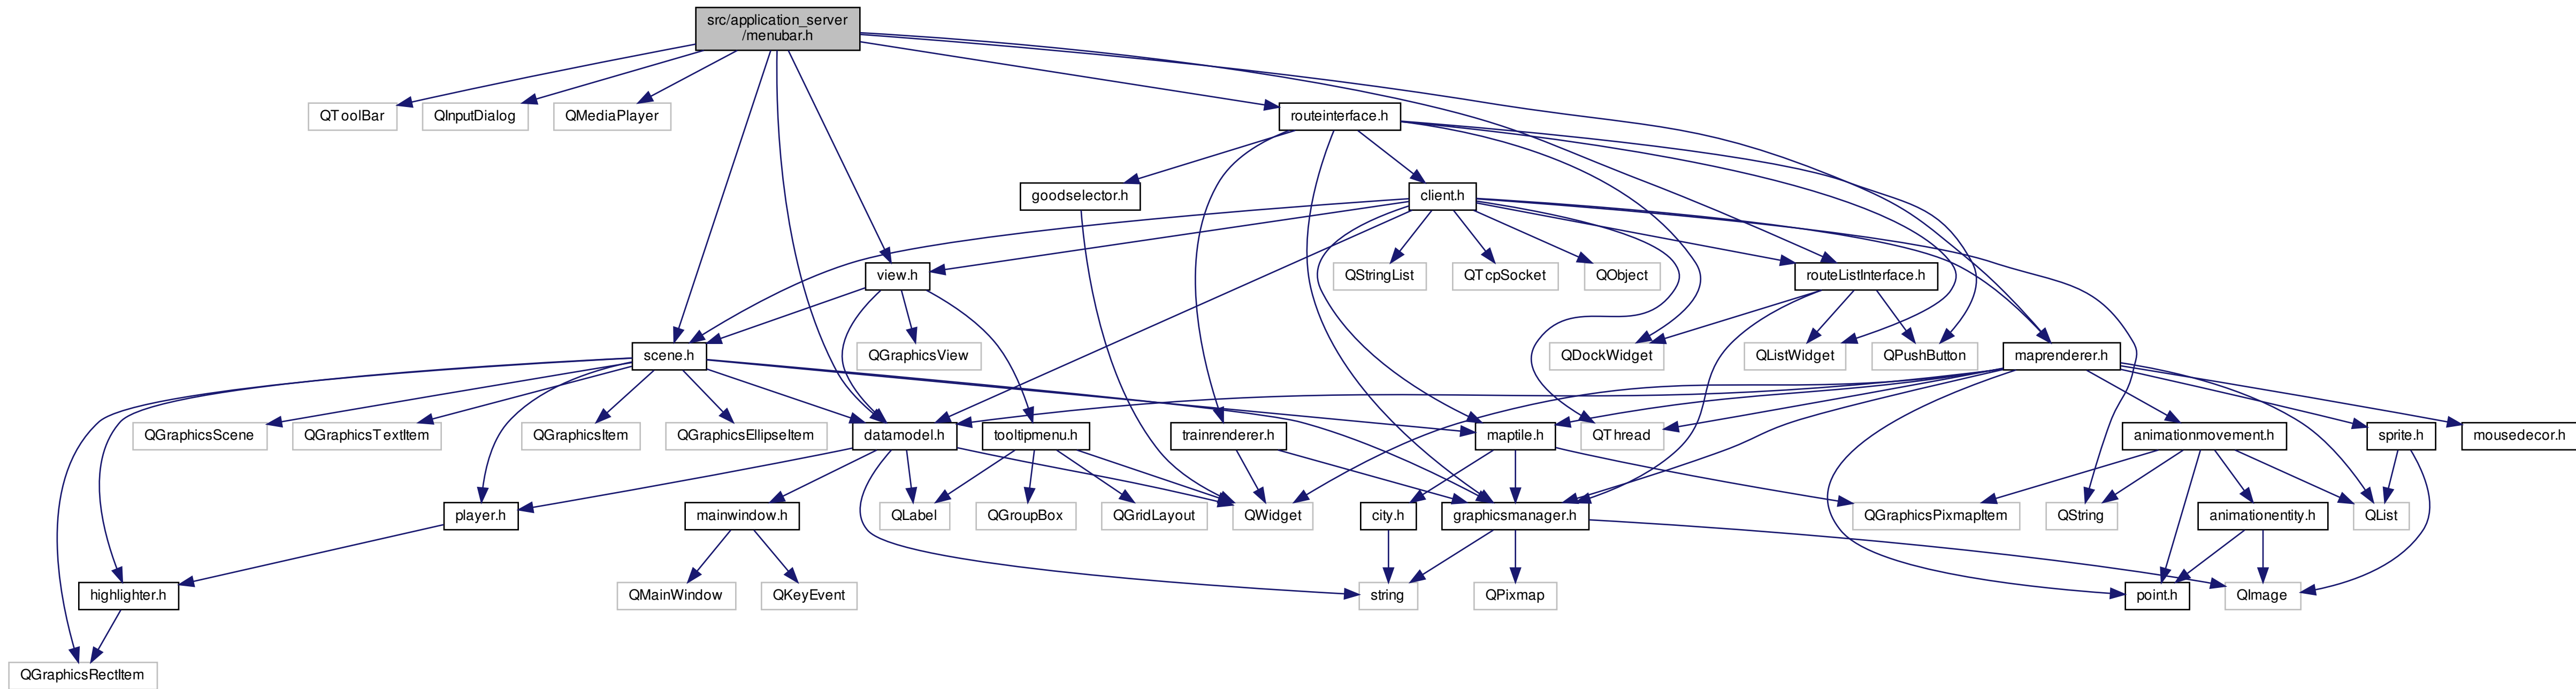 src/application_server
/menubar.h
QToolBar
QInputDialog
QMediaPlayer
routeinterface.h
goodselector.h
client.h
view.h
QStringList
QTcpSocket
QObject
routeListInterface.h
scene.h
QGraphicsView
QDockWidget
QListWidget
QPushButton
maprenderer.h
QGraphicsScene
QGraphicsTextItem
QGraphicsItem
QGraphicsEllipseItem
datamodel.h
tooltipmenu.h
trainrenderer.h
maptile.h
QThread
animationmovement.h
sprite.h
mousedecor.h
player.h
mainwindow.h
QLabel
QGroupBox
QGridLayout
QWidget
city.h
graphicsmanager.h
QGraphicsPixmapItem
QString
animationentity.h
QList
highlighter.h
QMainWindow
QKeyEvent
string
QPixmap
point.h
QImage
QGraphicsRectItem